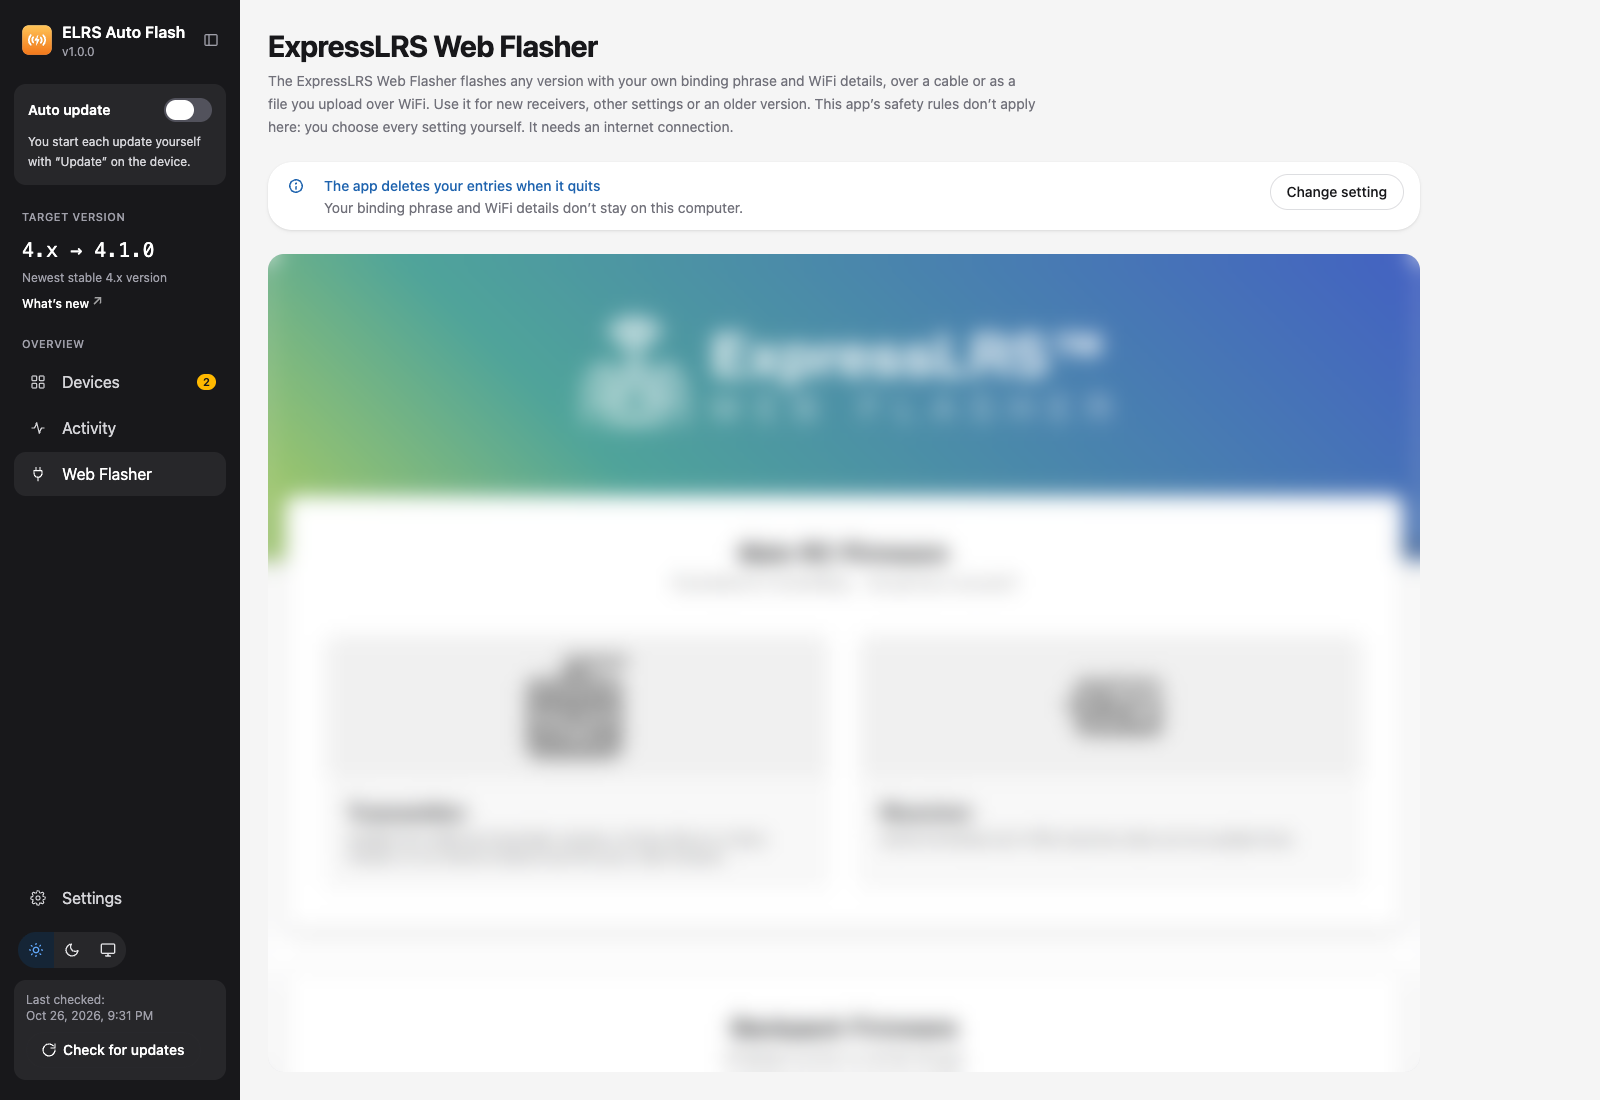 ELRS Auto Flash
v1.0.0
Auto update
You start each update yourself
with "Update" on the device.
TARGET VERSION
4.x → 4.1.0
Newest stable 4.x version
What's new ↗
OVERVIEW
Devices
2
Activity
Web Flasher
Settings
Last checked:
Oct 26, 2026, 9:31 PM
Check for updates
ExpressLRS Web Flasher
The ExpressLRS Web Flasher flashes any version with your own binding phrase and WiFi details, over a cable or as a
file you upload over WiFi. Use it for new receivers, other settings or an older version. This app's safety rules don't apply
here: you choose every setting yourself. It needs an internet connection.
The app deletes your entries when it quits
Your binding phrase and WiFi details don't stay on this computer.
Change setting
ExpressLRS™
WEB FLASHER